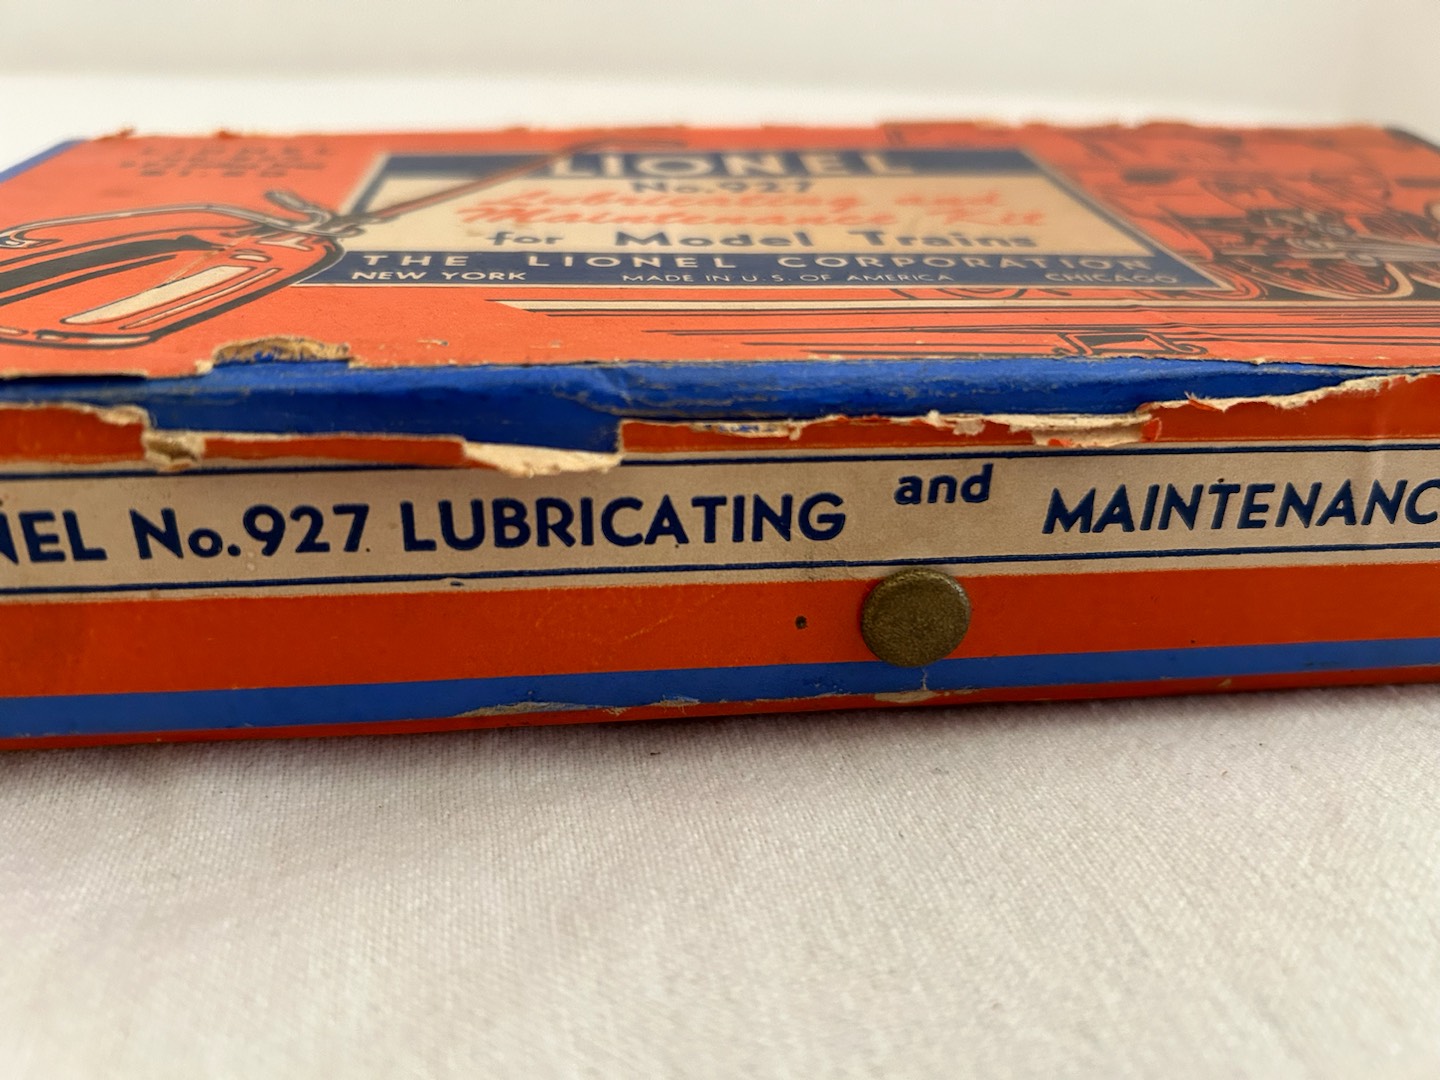 LIONEL
No.927
Lubricating and
Maintenance Kit
for Model Trains
THE LIONEL CORPORATION
NEW YORK MADE IN U.S. OF AMERICA CHICAGO
NEL No.927 LUBRICATING and MAINTENANC